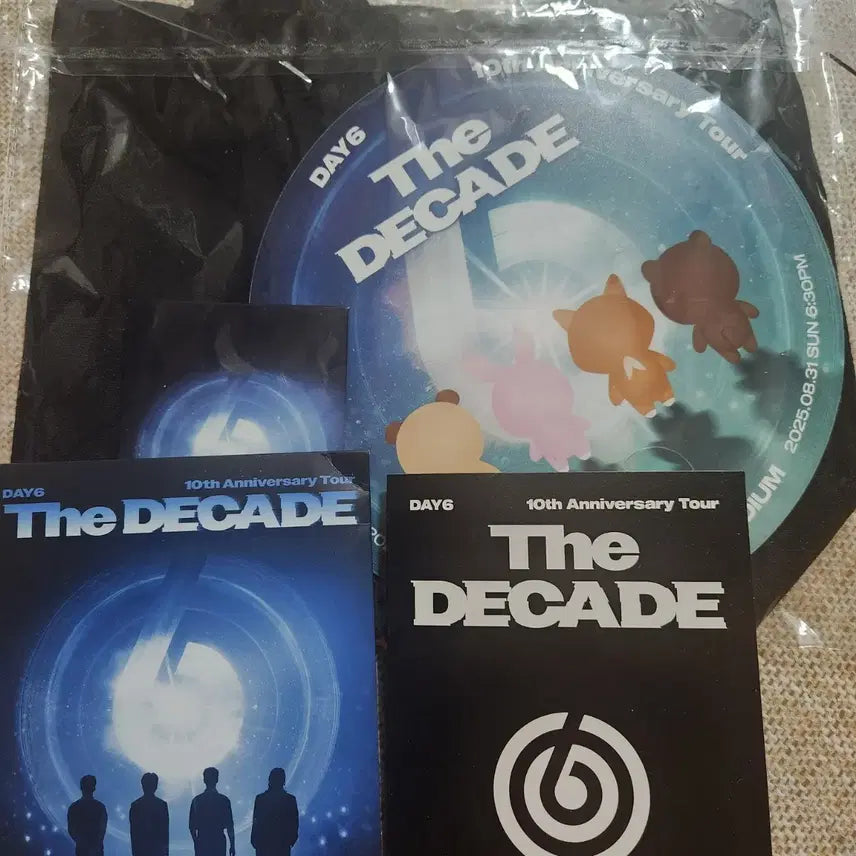 10th Anniversary Tour
DAY6
The
DECADE
2025.08.31 SUN 6:30PM
DAY6
10th Anniversary Tour
The DECADE
DAY6
10th Anniversary Tour
The
DECADE